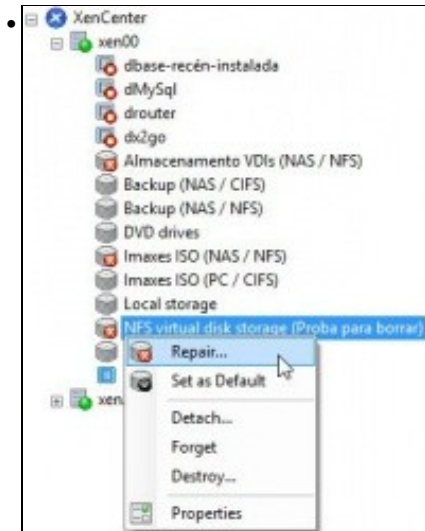 XenCenter
xen00
dbase-recén-instalada
dMySql
drouter
dx2go
Almacenamento VDIs (NAS / NFS)
Backup (NAS / CIFS)
Backup (NAS / NFS)
DVD drives
Imaxes ISO (NAS / NFS)
Imaxes ISO (PC / CIFS)
Local storage
NFS virtual disk storage (Proba para borrar)
Repair...
Set as Default
xen
Detach...
Forget
Destroy...
Properties